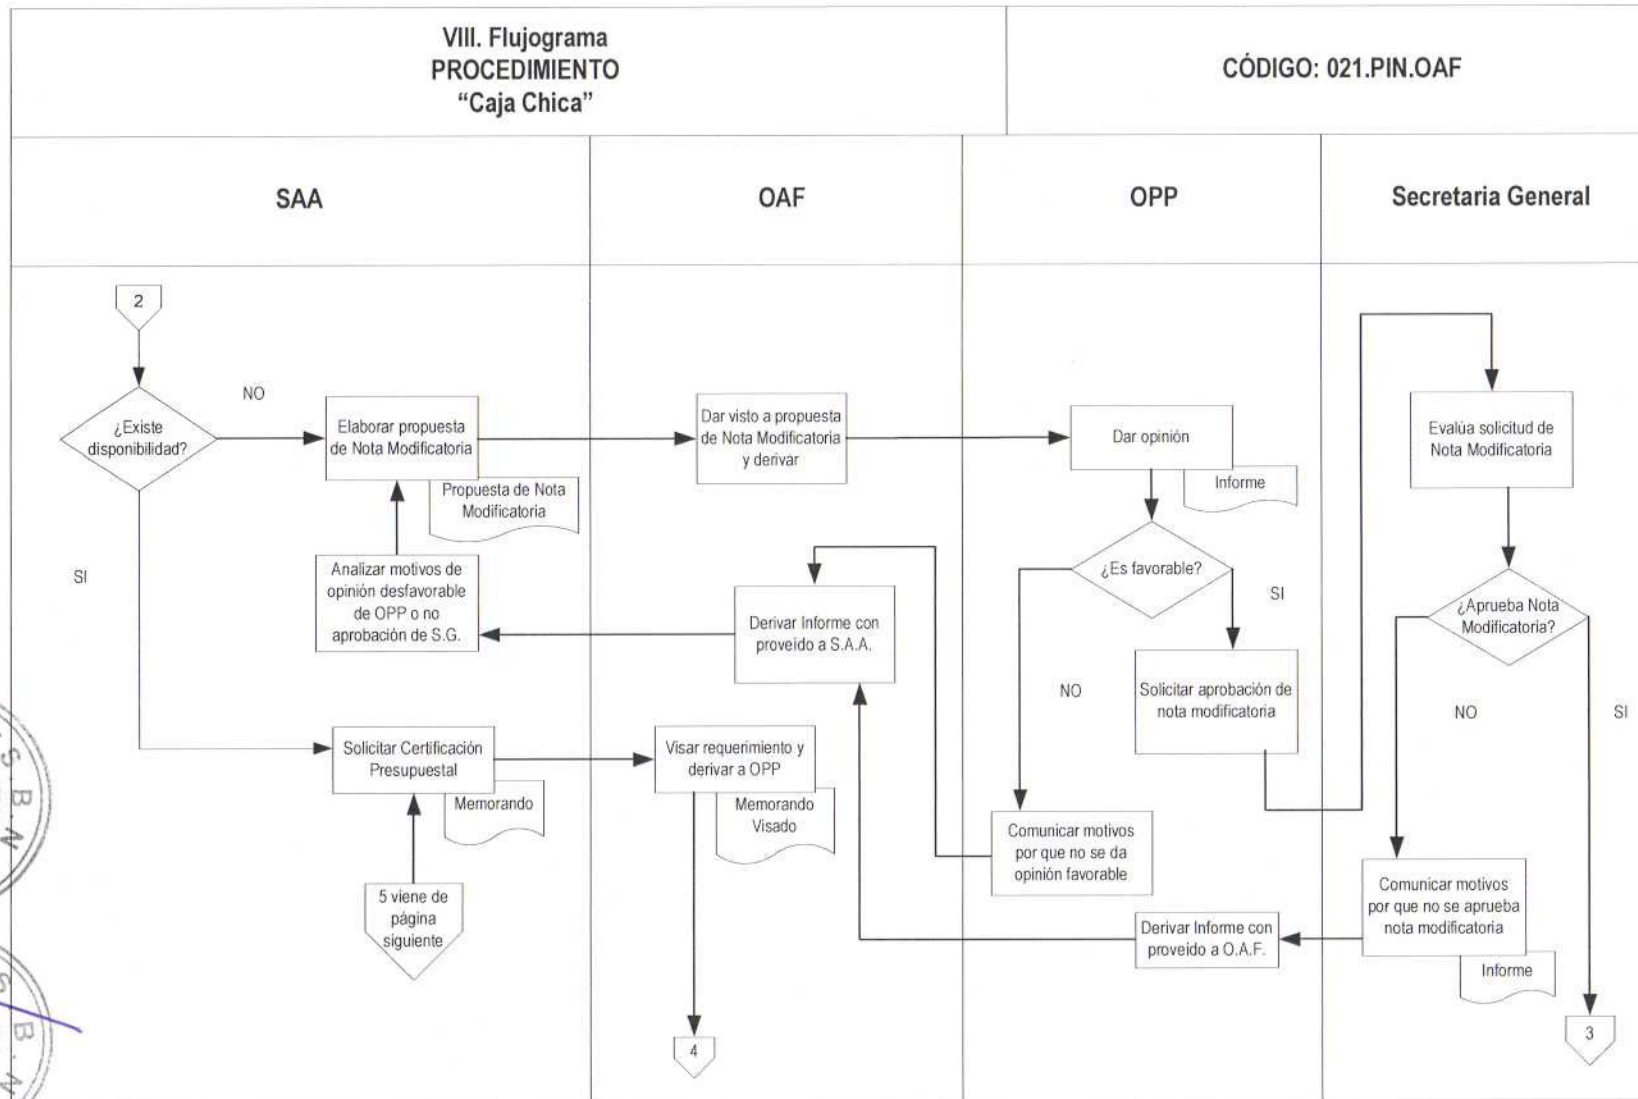 VIII. Flujograma
PROCEDIMIENTO
“Caja Chica”
CÓDIGO: 021.PIN.OAF
SAA
OAF
OPP
Secretaria General
2
¿Existe
disponibilidad?
NO
SI
Elaborar propuesta
de Nota Modificatoria
Propuesta de Nota
Modificatoria
Analizar motivos de
opinión desfavorable
de OPP o no
aprobación de S.G.
Solicitar Certificación
Presupuestal
Memorando
5 viene de
página
siguiente
Dar visto a propuesta
de Nota Modificatoria
y derivar
Derivar Informe con
proveido a S.A.A.
Visar requerimiento y
derivar a OPP
Memorando
Visado
4
Dar opinión
Informe
¿Es favorable?
SI
NO
Solicitar aprobación de
nota modificatoria
Comunicar motivos
por que no se da
opinión favorable
Derivar Informe con
proveido a O.A.F.
Evalúa solicitud de
Nota Modificatoria
¿Aprueba Nota
Modificatoria?
NO
SI
Comunicar motivos
por que no se aprueba
nota modificatoria
Informe
3
S.B.N
S B.N